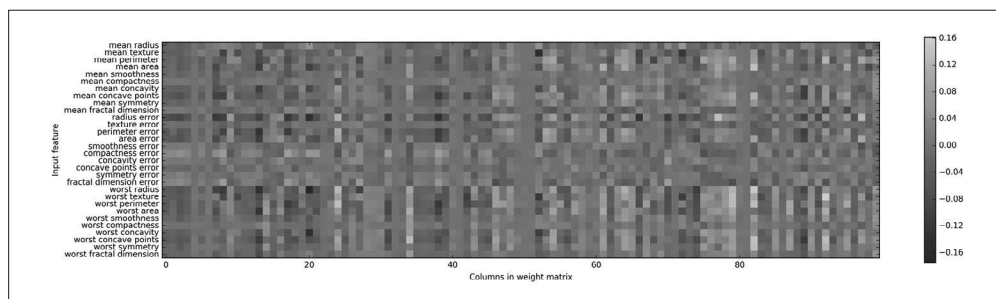 mean radius
mean texture
mean perimeter
mean area
mean smoothness
mean compactness
mean concavity
mean concave points
mean symmetry
mean fractal dimension
radius error
texture error
perimeter error
area error
smoothness error
compactness error
concavity error
concave points error
symmetry error
fractal dimension error
worst radius
worst texture
worst perimeter
worst area
worst smoothness
worst compactness
worst concavity
worst concave points
worst symmetry
worst fractal dimension
Input feature
0 20 40 60 80
Columns in weight matrix
0.16
0.12
0.08
0.04
0.00
−0.04
−0.08
−0.12
−0.16